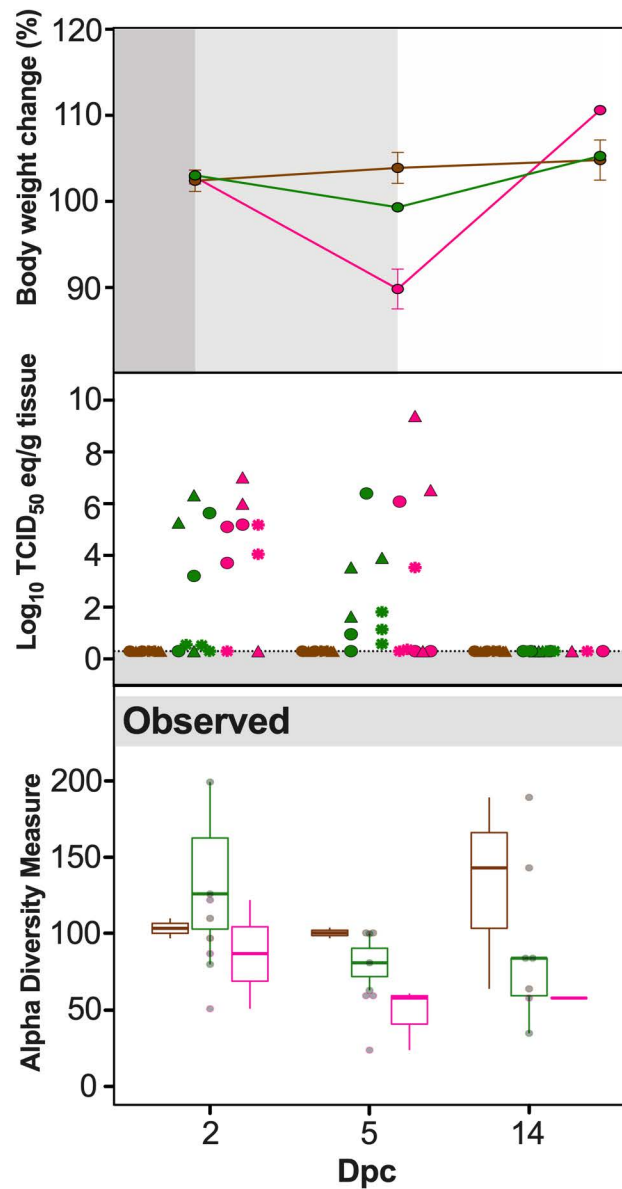 Body weight change (%)
120
110
100
90
Log10 TCID50 eq/g tissue
10
8
6
4
2
0
Observed
Alpha Diversity Measure
200
150
100
50
0
2 5 14
Dpc